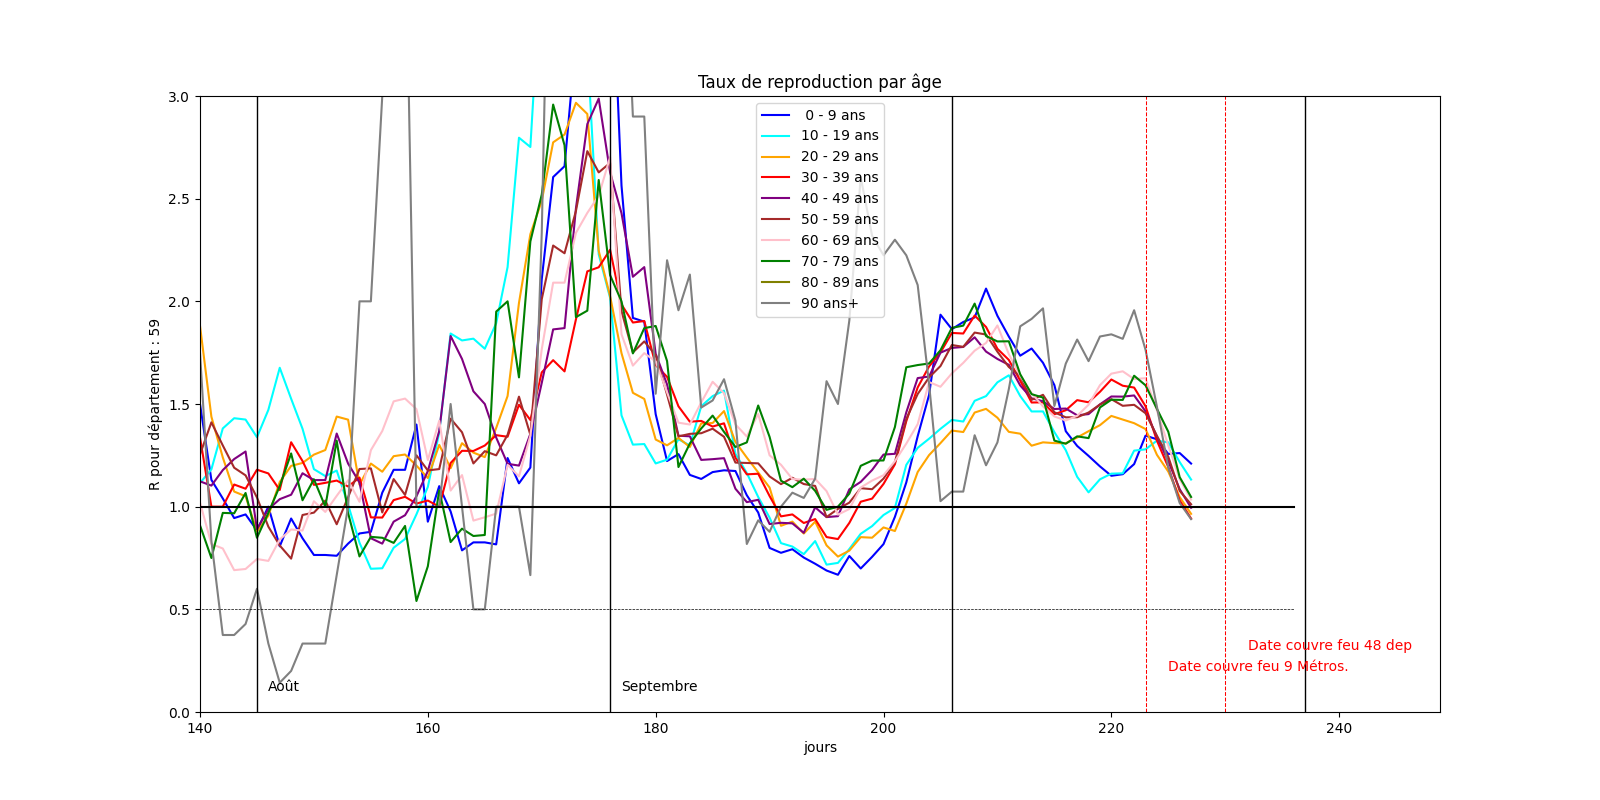 Taux de reproduction par âge
R pour département : 59
3.0
2.5
2.0
1.5
1.0
0.5
0.0
0 - 9 ans
10 - 19 ans
20 - 29 ans
30 - 39 ans
40 - 49 ans
50 - 59 ans
60 - 69 ans
70 - 79 ans
80 - 89 ans
90 ans+
Date couvre feu 48 dep
Date couvre feu 9 Métros.
Août
Septembre
140
160
180
200
220
240
jours